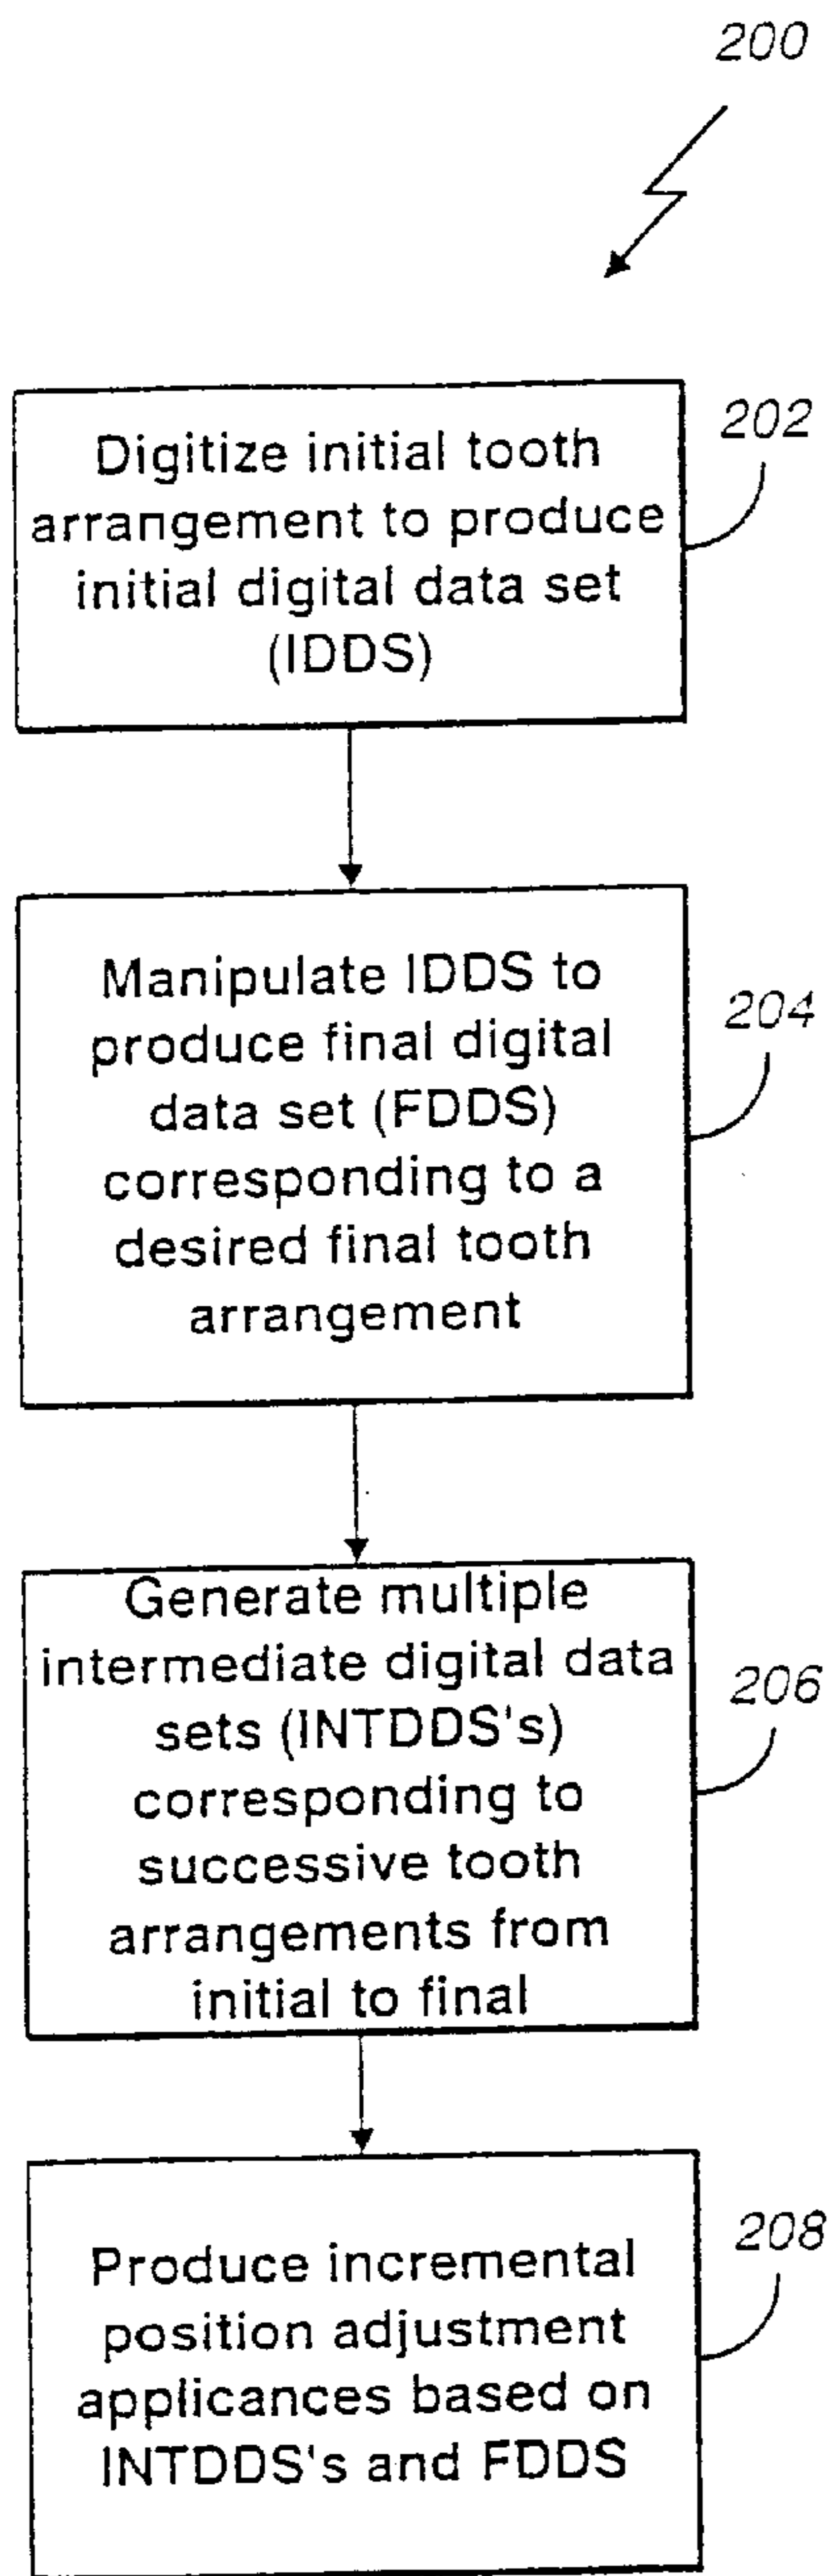 200
202
Digitize initial tooth
arrangement to produce
initial digital data set
(IDDS)
204
Manipulate IDDS to
produce final digital
data set (FDDS)
corresponding to a
desired final tooth
arrangement
206
Generate multiple
intermediate digital data
sets (INTDDS's)
corresponding to
successive tooth
arrangements from
initial to final
208
Produce incremental
position adjustment
applicances based on
INTDDS's and FDDS